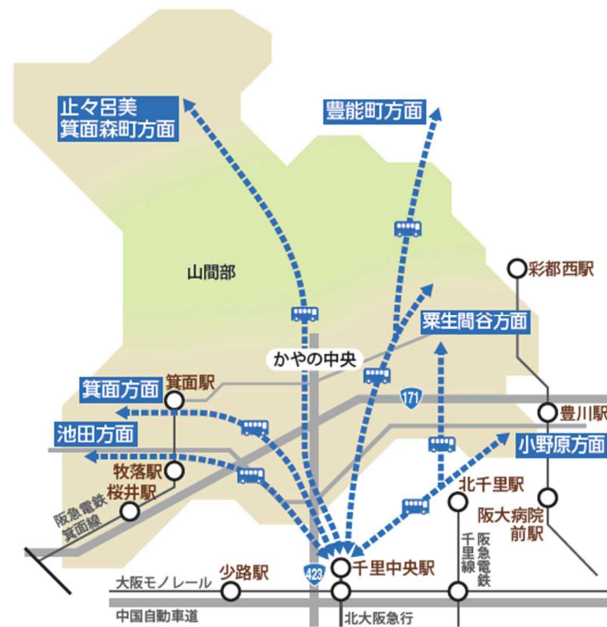 止々呂美
箕面森町方面
豊能町方面
山間部
彩都西駅
粟生間谷方面
かやの中央
箕面方面
箕面駅
171
豊川駅
池田方面
小野原方面
牧落駅
桜井駅
北千里駅
阪大病院
前駅
阪急電鉄
箕面線
千里中央駅
阪急電鉄
千里線
423
少路駅
大阪モノレール
中国自動車道
北大阪急行